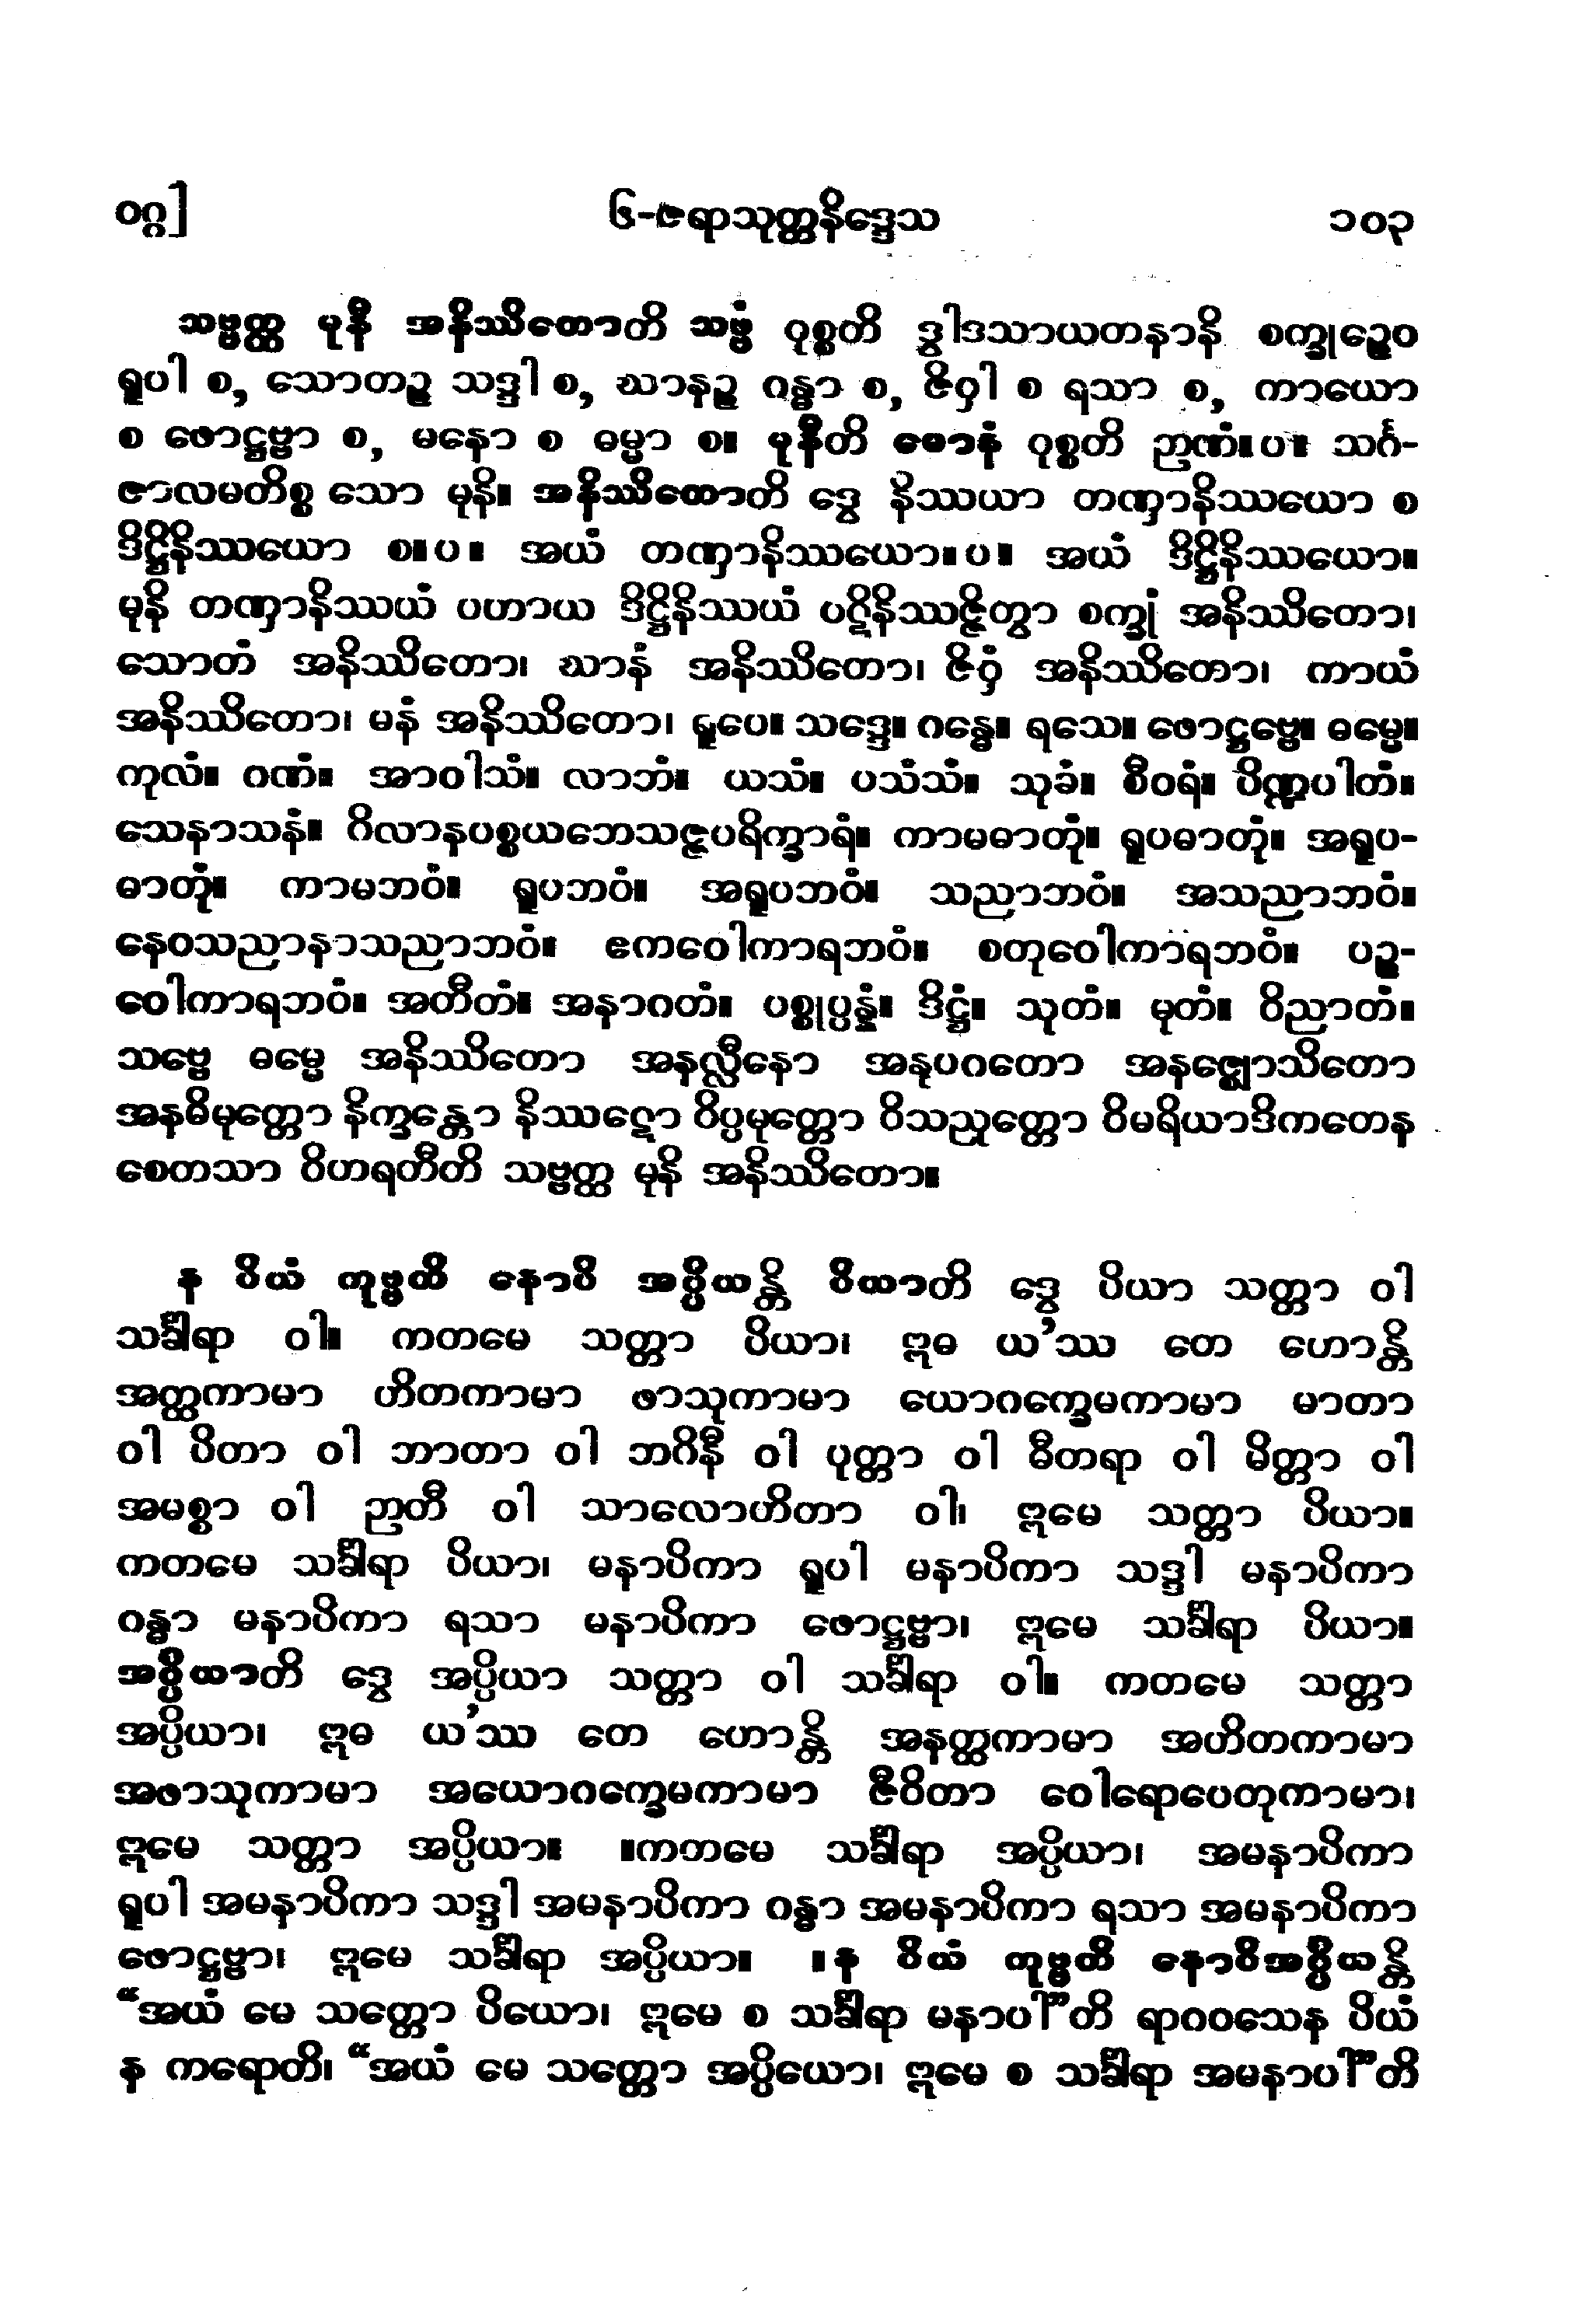 ဝဂ္ဂ]
၆-ဇရာသုတ္တနိဒ္ဒေသ
၁၀၃
သဗ္ဗတ္ထ မုနီ အနိဿိတောတိ သဗ္ဗံ ဝုစ္စတိ ဒွါဒသာယတနာနိ စက္ခုဉ္စေဝ
ရူပါ စ, သောတဉ္စ သဒ္ဒါ စ, ဃာနဉ္စ ဂန္ဓာ စ, ဇိဝှါ စ ရသာ စ, ကာယော
စ ဖောဋ္ဌဗ္ဗာ စ, မနော စ ဓမ္မာ စ။ မုနီတိ မောနံ ဝုစ္စတိ ဉာဏံ။ပ။ သင်္ဂ-
ဇာလမတိစ္စ သော မုနိ။ အနိဿိတောတိ ဒွေ နိဿယာ တဏှာနိဿယော စ
ဒိဋ္ဌိနိဿယော စ။ပ။ အယံ တဏှာနိဿယော။ပ။ အယံ ဒိဋ္ဌိနိဿယော။
မုနိ တဏှာနိဿယံ ပဟာယ ဒိဋ္ဌိနိဿယံ ပဋိနိဿဇ္ဇိတွာ စက္ခုံ အနိဿိတော၊
သောတံ အနိဿိတော၊ ဃာနံ အနိဿိတော၊ ဇိဝှံ အနိဿိတော၊ ကာယံ
အနိဿိတော၊ မနံ အနိဿိတော၊ ရူပေ။ သဒ္ဒေ။ ဂန္ဓေ။ ရသေ။ ဖောဋ္ဌဗ္ဗေ။ ဓမ္မေ။
ကုလံ။ ဂဏံ။ အာဝါသံ။ လာဘံ။ ယသံ။ ပသံသံ။ သုခံ။ စီဝရံ။ ပိဏ္ဍပါတံ။
သေနာသနံ။ ဂိလာနပစ္စယဘေသဇ္ဇပရိက္ခာရံ။ ကာမဓာတုံ။ ရူပဓာတုံ။ အရူပ-
ဓာတုံ။ ကာမဘဝံ။ ရူပဘဝံ။ အရူပဘဝံ။ သညာဘဝံ။ အသညာဘဝံ။
နေဝသညာနာသညာဘဝံ။ ဧကဝေါကာရဘဝံ။ စတုဝေါကာရဘဝံ။ ပဉ္စ-
ဝေါကာရဘဝံ။ အတီတံ။ အနာဂတံ။ ပစ္စုပ္ပန္နံ။ ဒိဋ္ဌံ။ သုတံ။ မုတံ။ ဝိညာတံ။
သဗ္ဗေ ဓမ္မေ အနိဿိတော အနလ္လီနော အနုပဂတော အနဇ္ဈောသိတော
အနဓိမုတ္တော နိက္ခန္တော နိဿဋော ဝိပ္ပမုတ္တော ဝိသညုတ္တော ဝိမရိယာဒိကတေန
စေတသာ ဝိဟရတီတိ သဗ္ဗတ္ထ မုနိ အနိဿိတော။
န ပိယံ ကုဗ္ဗတိ နောပိ အပ္ပိယန္တိ ပိယာတိ ဒွေ ပိယာ သတ္တာ ဝါ
သင်္ခါရာ ဝါ။ ကတမေ သတ္တာ ပိယာ၊ ဣဓ ယ'ဿ တေ ဟောန္တိ
အတ္ထကာမာ ဟိတကာမာ ဖာသုကာမာ ယောဂက္ခေမကာမာ မာတာ
ဝါ ပိတာ ဝါ ဘာတာ ဝါ ဘဂိနီ ဝါ ပုတ္တာ ဝါ ဓီတရာ ဝါ မိတ္တာ ဝါ
အမစ္စာ ဝါ ဉာတီ ဝါ သာလောဟိတာ ဝါ၊ ဣမေ သတ္တာ ပိယာ။
ကတမေ သင်္ခါရာ ပိယာ၊ မနာပိကာ ရူပါ မနာပိကာ သဒ္ဒါ မနာပိကာ
ဂန္ဓာ မနာပိကာ ရသာ မနာပိကာ ဖောဋ္ဌဗ္ဗာ၊ ဣမေ သင်္ခါရာ ပိယာ။
အပ္ပိယာတိ ဒွေ အပ္ပိယာ သတ္တာ ဝါ သင်္ခါရာ ဝါ။ ကတမေ သတ္တာ
အပ္ပိယာ၊ ဣဓ ယ'ဿ တေ ဟောန္တိ အနတ္ထကာမာ အဟိတကာမာ
အဖာသုကာမာ အယောဂက္ခေမကာမာ ဇီဝိတာ ဝေါရောပေတုကာမာ၊
ဣမေ သတ္တာ အပ္ပိယာ။ ။ကတမေ သင်္ခါရာ အပ္ပိယာ၊ အမနာပိကာ
ရူပါ အမနာပိကာ သဒ္ဒါ အမနာပိကာ ဂန္ဓာ အမနာပိကာ ရသာ အမနာပိကာ
ဖောဋ္ဌဗ္ဗာ၊ ဣမေ သင်္ခါရာ အပ္ပိယာ။ ။န ပိယံ ကုဗ္ဗတိ နောပိအပ္ပိယန္တိ
“အယံ မေ သတ္တော ပိယော၊ ဣမေ စ သင်္ခါရာ မနာပါ”တိ ရာဂဝသေန ပိယံ
န ကရောတိ၊ “အယံ မေ သတ္တော အပ္ပိယော၊ ဣမေ စ သင်္ခါရာ အမနာပါ”တိ